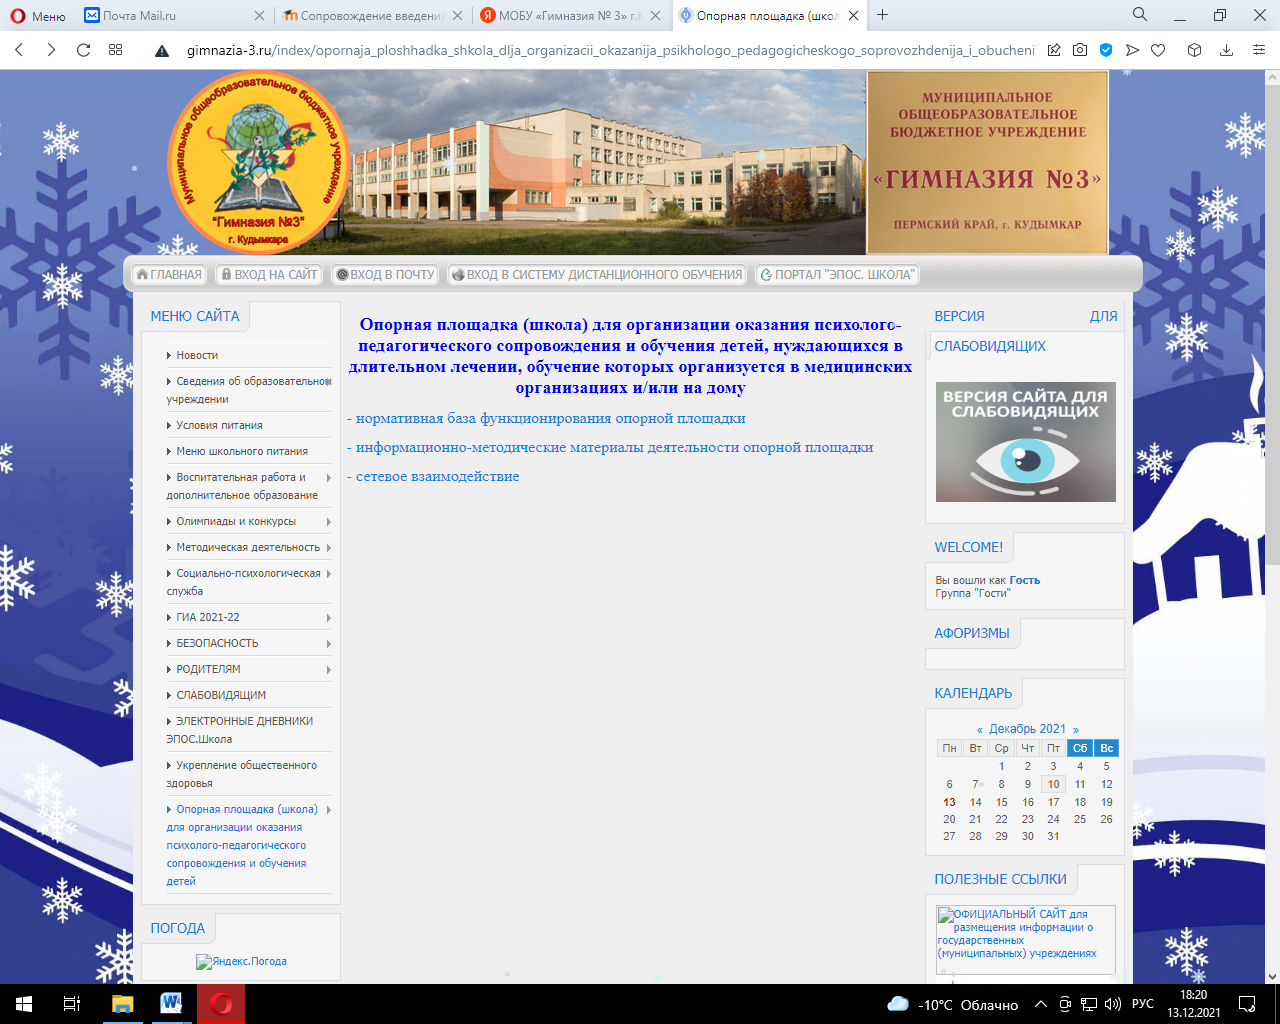 Меню
Почта Mail.ru
Сопровождение введени
МОБУ «Гимназия № 3» г.К
Опорная площадка (школ
gimnazia-3.ru/index/opornaja_ploshhadka_shkola_dlja_organizacii_okazanija_psikhologo_pedagogicheskogo_soprovozhdenija_i_obucheni
Муниципальное общеобразовательное бюджетное учреждение
"Гимназия №3"
г. Кудымкара
МУНИЦИПАЛЬНОЕ
ОБЩЕОБРАЗОВАТЕЛЬНОЕ
БЮДЖЕТНОЕ УЧРЕЖДЕНИЕ
«ГИМНАЗИЯ №3»
ПЕРМСКИЙ КРАЙ, г. КУДЫМКАР
ГЛАВНАЯ ВХОД НА САЙТ ВХОД В ПОЧТУ ВХОД В СИСТЕМУ ДИСТАНЦИОННОГО ОБУЧЕНИЯ ПОРТАЛ "ЭПОС. ШКОЛА"
МЕНЮ САЙТА
Новости
Сведения об образовательном
учреждении
Условия питания
Меню школьного питания
Воспитательная работа и
дополнительное образование
Олимпиады и конкурсы
Методическая деятельность
Социально-психологическая
служба
ГИА 2021-22
БЕЗОПАСНОСТЬ
РОДИТЕЛЯМ
СЛАБОВИДЯЩИМ
ЭЛЕКТРОННЫЕ ДНЕВНИКИ
ЭПОС.Школа
Укрепление общественного
здоровья
Опорная площадка (школа)
для организации оказания
психолого-педагогического
сопровождения и обучения
детей
ПОГОДА
Яндекс.Погода
Опорная площадка (школа) для организации оказания психолого-
педагогического сопровождения и обучения детей, нуждающихся в
длительном лечении, обучение которых организуется в медицинских
организациях и/или на дому
- нормативная база функционирования опорной площадки
- информационно-методические материалы деятельности опорной площадки
- сетевое взаимодействие
ВЕРСИЯ ДЛЯ
СЛАБОВИДЯЩИХ
ВЕРСИЯ САЙТА ДЛЯ
СЛАБОВИДЯЩИХ
WELCOME!
Вы вошли как Гость
Группа "Гости"
АФОРИЗМЫ
КАЛЕНДАРЬ
« Декабрь 2021 »
Пн Вт Ср Чт Пт Сб Вс
1 2 3 4 5
6 7 8 9 10 11 12
13 14 15 16 17 18 19
20 21 22 23 24 25 26
27 28 29 30 31
ПОЛЕЗНЫЕ ССЫЛКИ
ОФИЦИАЛЬНЫЙ САЙТ для
размещения информации о
государственных
(муниципальных) учреждениях
-10°C Облачно
РУС
18:20
13.12.2021